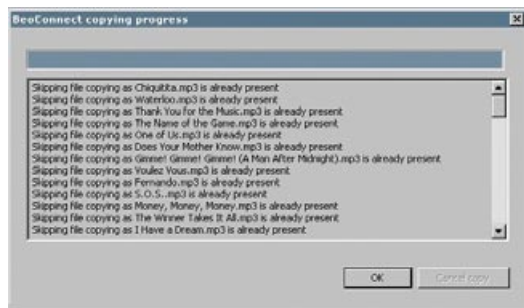 BeoConnect copying progress
Skipping file copying as Chiquitita.mp3 is already present
Skipping file copying as Waterloo.mp3 is already present
Skipping file copying as Thank You for the Music.mp3 is already present
Skipping file copying as The Name of the Game.mp3 is already present
Skipping file copying as One of Us.mp3 is already present
Skipping file copying as Does Your Mother Know.mp3 is already present
Skipping file copying as Gimme! Gimme! Gimme! (A Man After Midnight).mp3 is already present
Skipping file copying as Voulez Vous.mp3 is already present
Skipping file copying as Fernando.mp3 is already present
Skipping file copying as S.O.S..mp3 is already present
Skipping file copying as Money, Money, Money.mp3 is already present
Skipping file copying as The Winner Takes It All.mp3 is already present
Skipping file copying as I Have a Dream.mp3 is already present
OK
Cancel copy